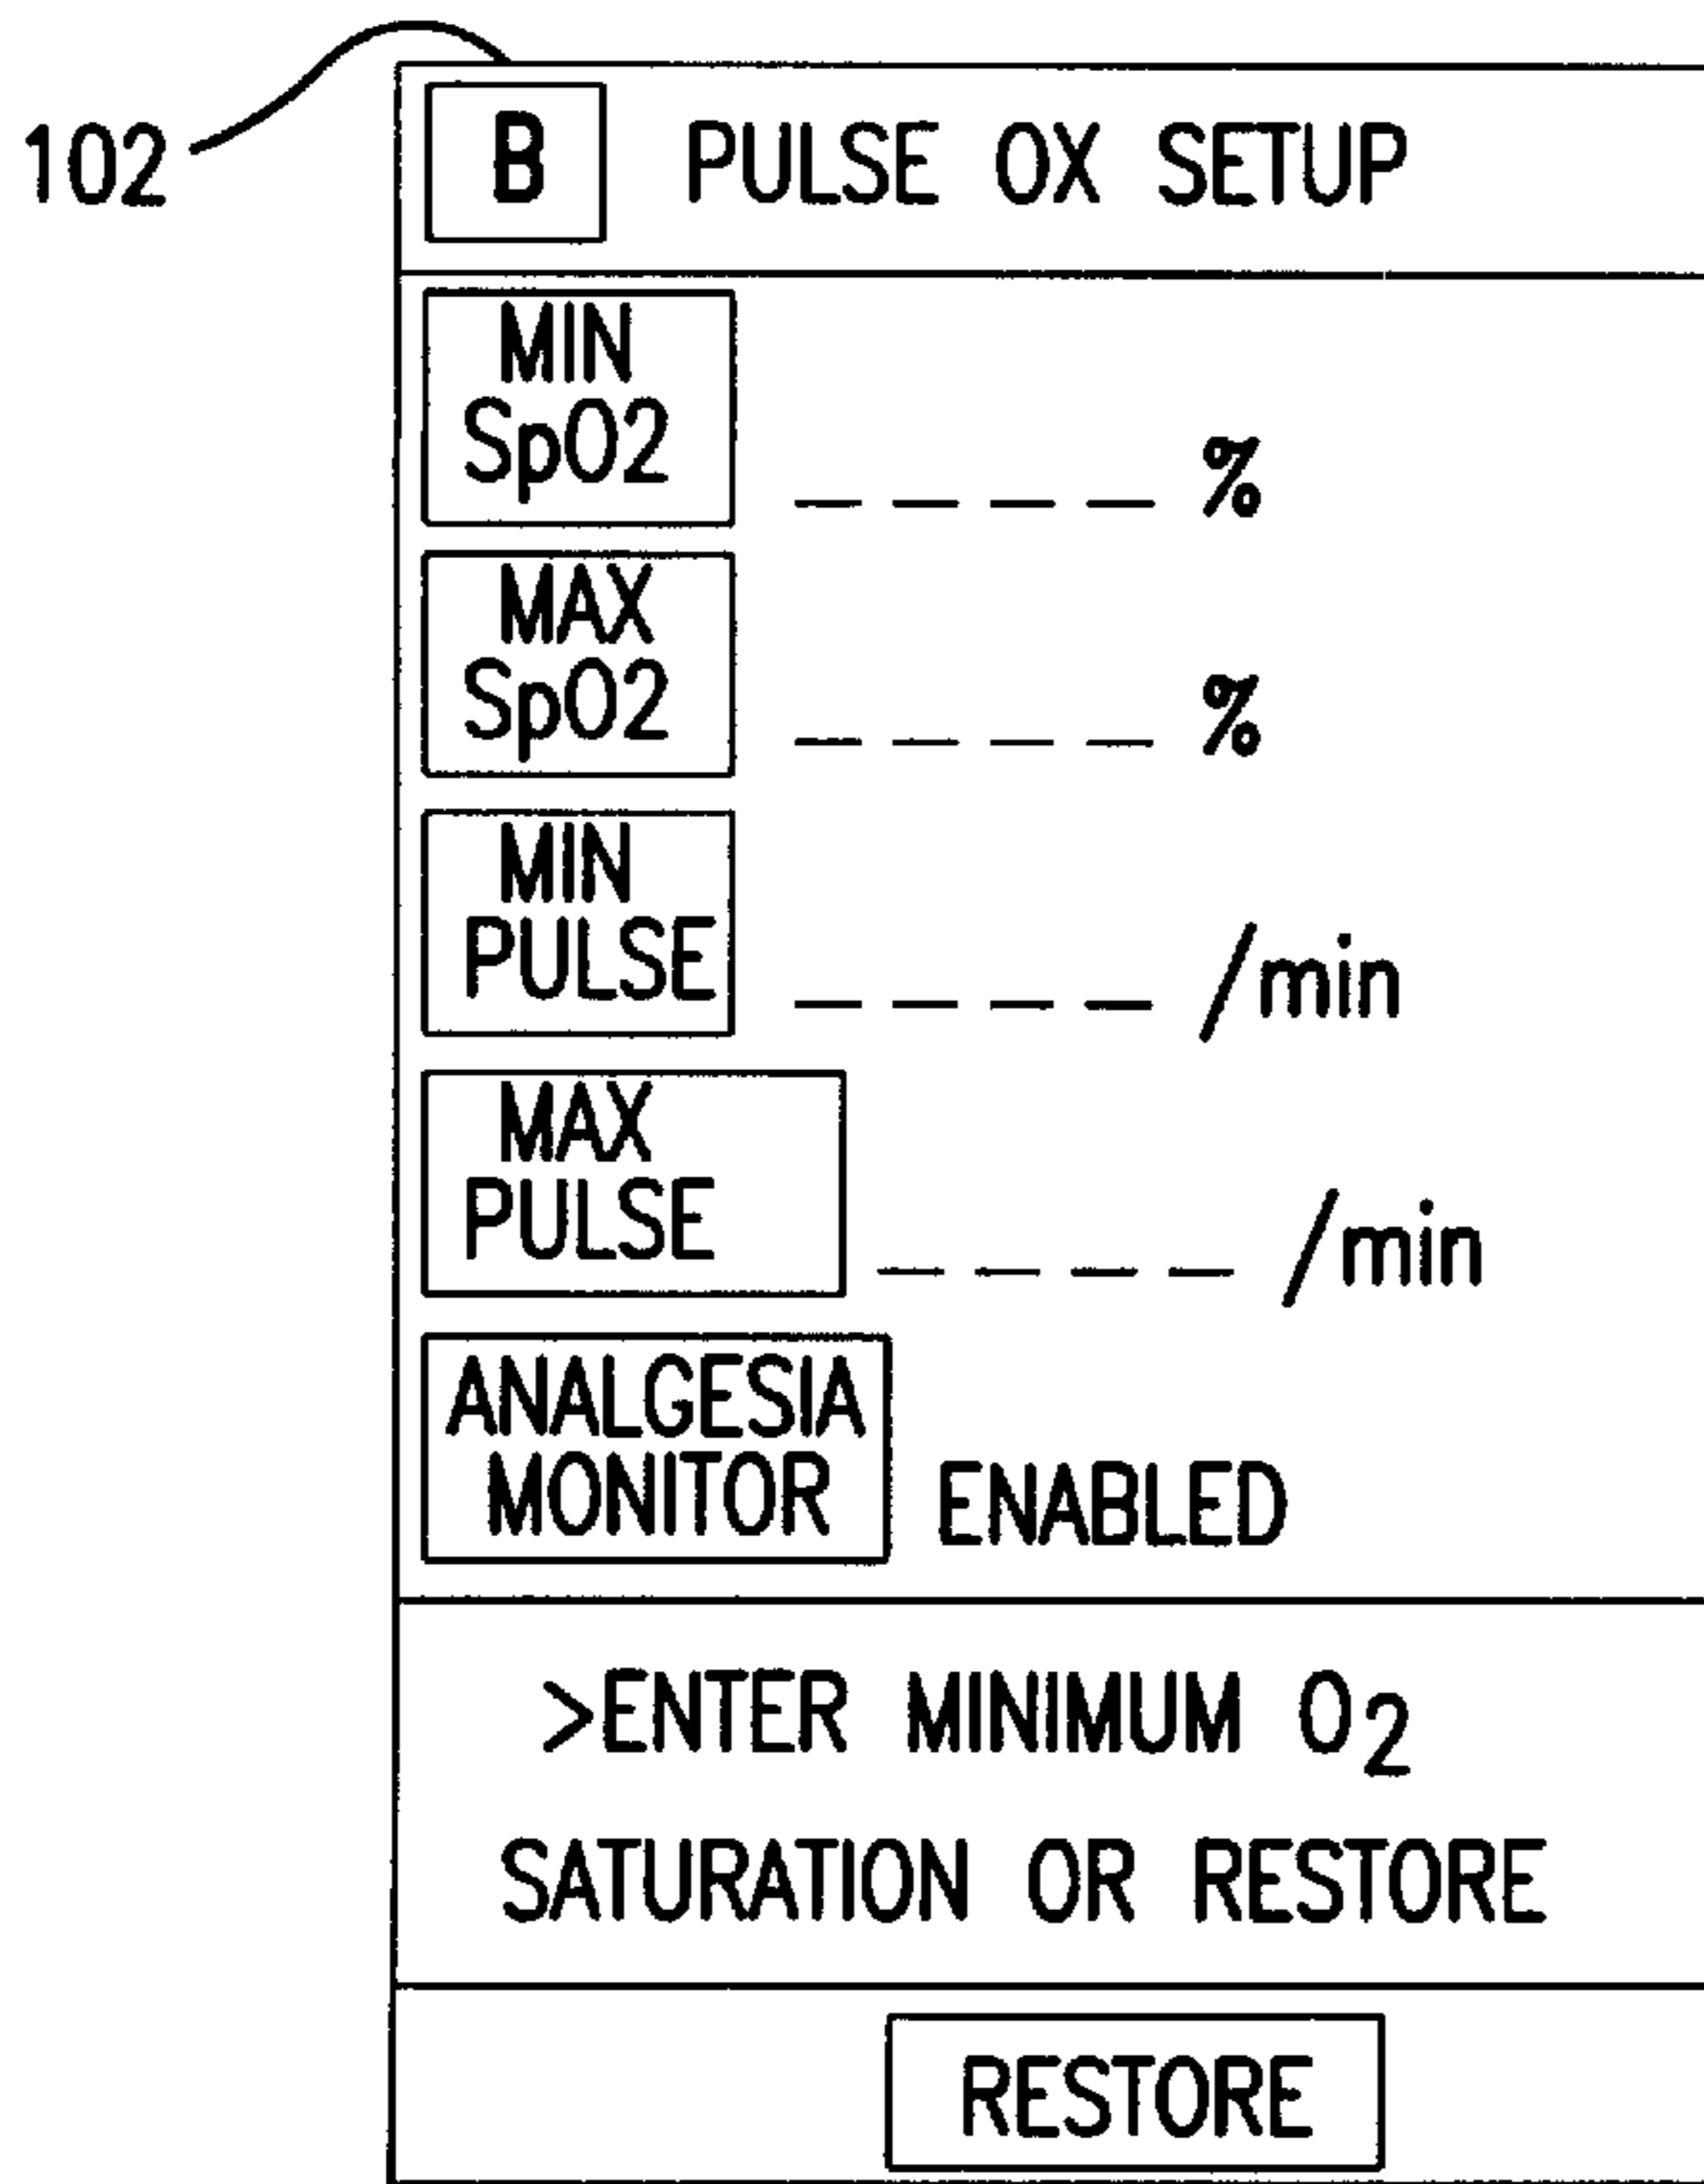 102
B PULSE OX SETUP
MIN
SpO2 _ _ _ _ %
MAX
SpO2 _ _ _ _ %
MIN
PULSE _ _ _ _ /min
MAX
PULSE _ _ _ _ /min
ANALGESIA
MONITOR ENABLED
>ENTER MINIMUM O₂
SATURATION OR RESTORE
RESTORE